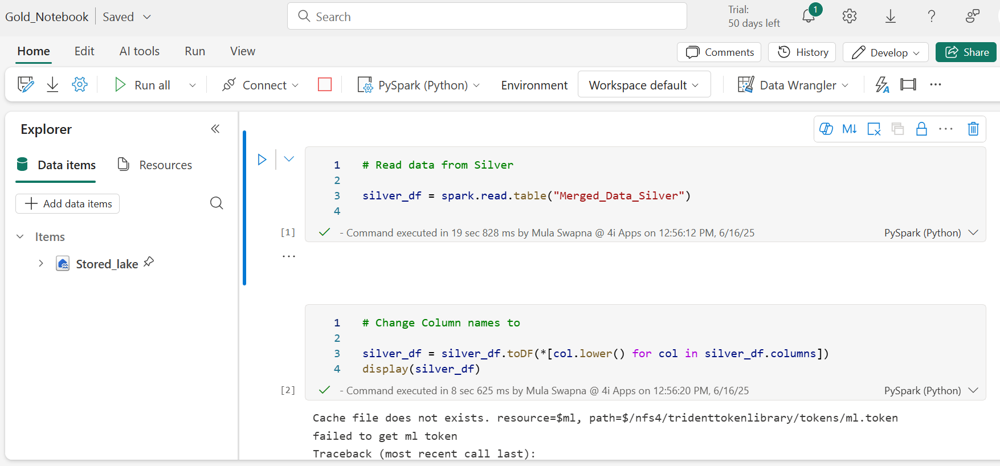 Gold_Notebook
Saved
Search
Trial:
50 days left
1
Home
Edit
AI tools
Run
View
Comments
History
Develop
Share
Run all
Connect
PySpark (Python)
Environment
Workspace default
Data Wrangler
Explorer
Data items
Resources
Add data items
Items
Stored_lake
1 # Read data from Silver
2
3 silver_df = spark.read.table("Merged_Data_Silver")
4
[1] - Command executed in 19 sec 828 ms by Mula Swapna @ 4i Apps on 12:56:12 PM, 6/16/25 PySpark (Python)
1 # Change Column names to
2
3 silver_df = silver_df.toDF(*[col.lower() for col in silver_df.columns])
4 display(silver_df)
[2] - Command executed in 8 sec 625 ms by Mula Swapna @ 4i Apps on 12:56:20 PM, 6/16/25 PySpark (Python)
Cache file does not exists. resource=$ml, path=$/nfs4/tridenttokenlibrary/tokens/ml.token
failed to get ml token
Traceback (most recent call last):